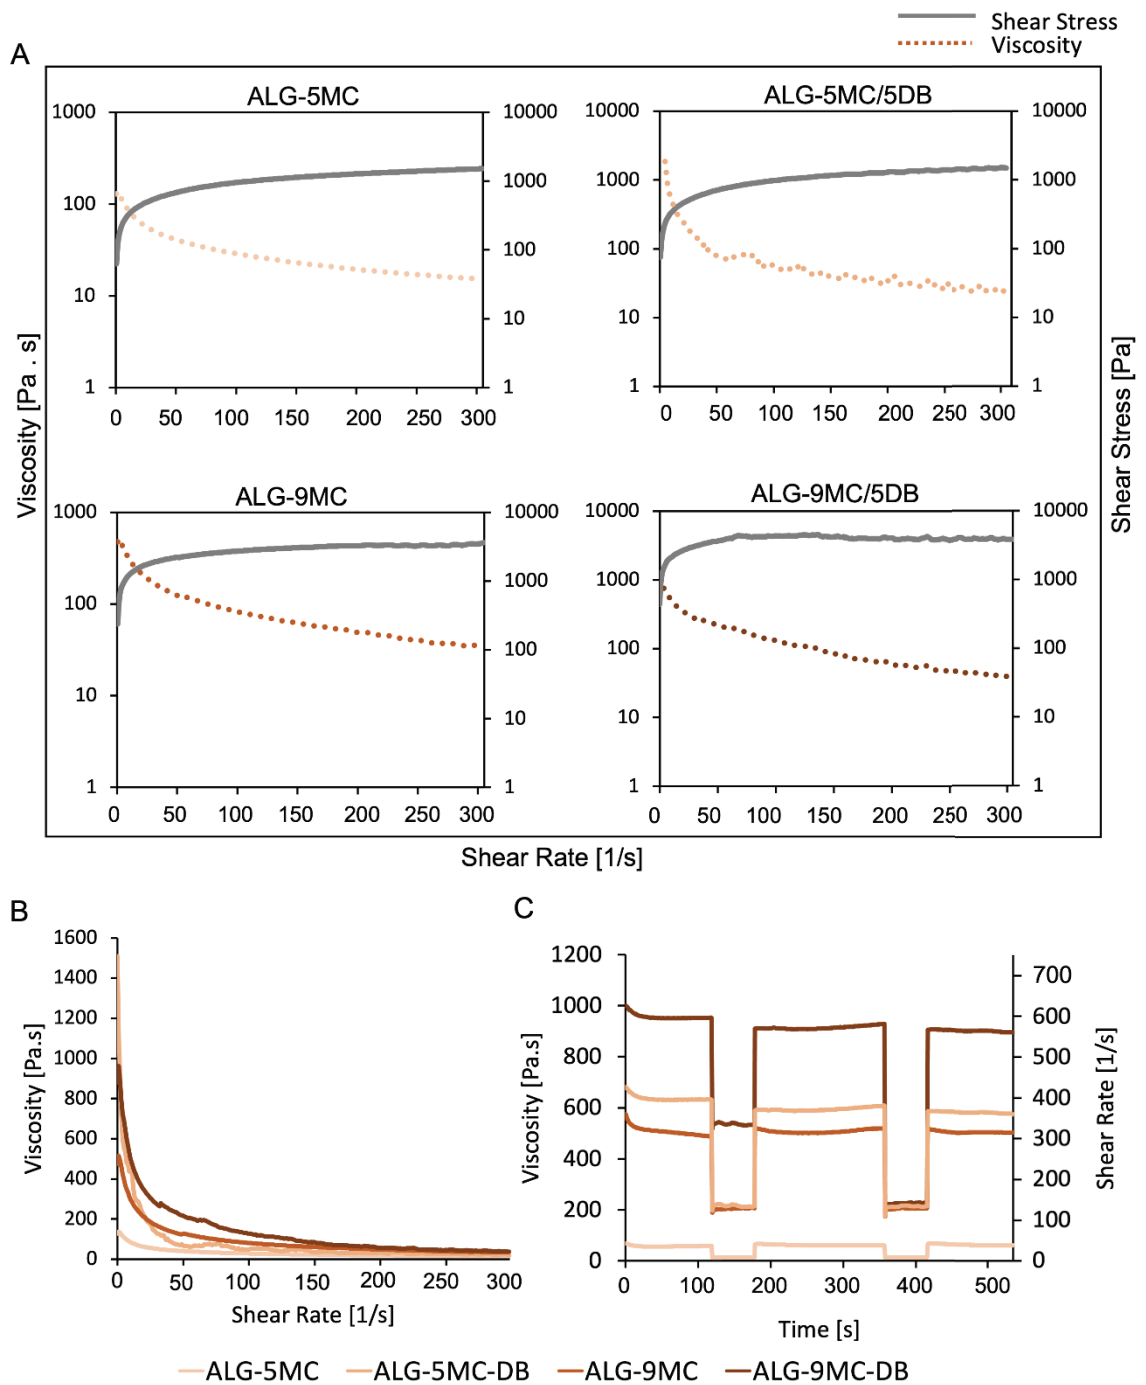 Shear Stress
Viscosity
A
ALG-5MC
ALG-5MC/5DB
1000
100
10
1
10000
1000
100
10
1
0 50 100 150 200 250 300
10000
1000
100
10
1
10000
1000
100
10
1
0 50 100 150 200 250 300
Viscosity [Pa . s]
Shear Stress [Pa]
ALG-9MC
ALG-9MC/5DB
1000
100
10
1
10000
1000
100
10
1
0 50 100 150 200 250 300
10000
1000
100
10
1
10000
1000
100
10
1
0 50 100 150 200 250 300
Shear Rate [1/s]
B
Viscosity [Pa.s]
1600
1400
1200
1000
800
600
400
200
0
0 50 100 150 200 250 300
Shear Rate [1/s]
C
Viscosity [Pa.s]
1200
1000
800
600
400
200
0
700
600
500
400
300
200
100
0
Shear Rate [1/s]
0 100 200 300 400 500
Time [s]
ALG-5MC ALG-5MC-DB ALG-9MC ALG-9MC-DB